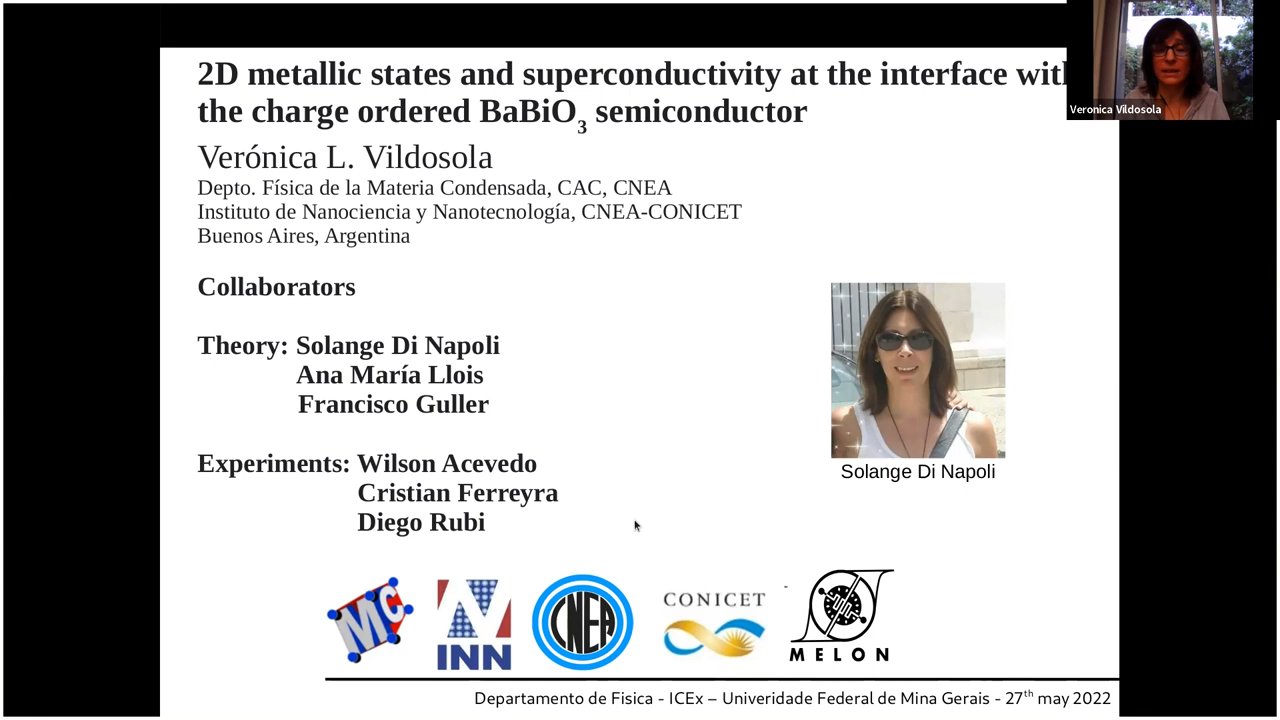 2D metallic states and superconductivity at the interface with
the charge ordered BaBiO3 semiconductor
Veronica Vildosola
Verónica L. Vildosola
Depto. Física de la Materia Condensada, CAC, CNEA
Instituto de Nanociencia y Nanotecnología, CNEA-CONICET
Buenos Aires, Argentina
Collaborators
Theory: Solange Di Napoli
Ana María Llois
Francisco Guller
Solange Di Napoli
Experiments: Wilson Acevedo
Cristian Ferreyra
Diego Rubi
MC
INN
CNEA
CONICET
MELON
Departamento de Fisica - ICEx – Univeridade Federal de Mina Gerais - 27th may 2022